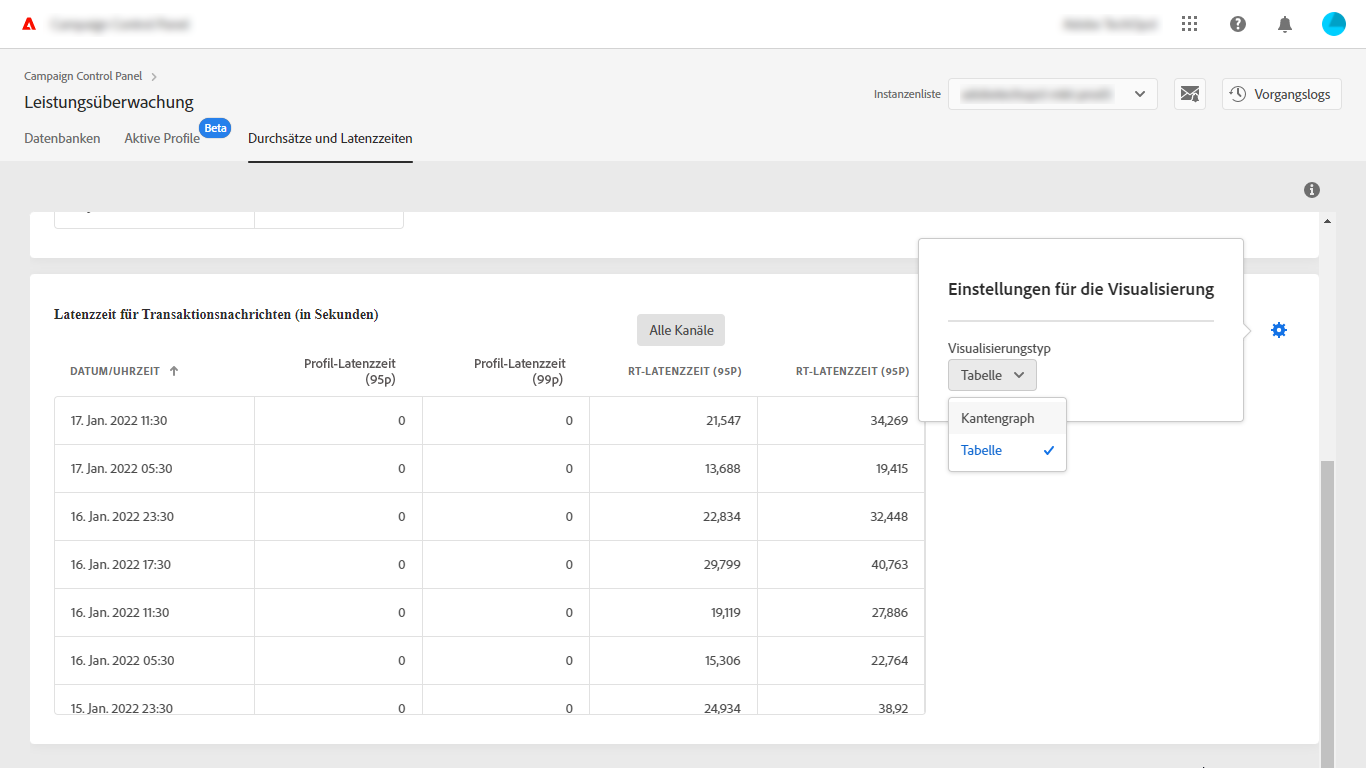 Campaign Control Panel
Leistungsüberwachung
Instanzenliste
Vorgangslogs
Datenbanken
Aktive Profile
Beta
Durchsätze und Latenzzeiten
Latenzzeit für Transaktionsnachrichten (in Sekunden)
Alle Kanäle
DATUM/UHRZEIT
Profil-Latenzzeit
(95p)
Profil-Latenzzeit
(99p)
RT-LATENZZEIT (95P)
RT-LATENZZEIT (95P)
17. Jan. 2022 11:30 0 0 21,547 34,269
17. Jan. 2022 05:30 0 0 13,688 19,415
16. Jan. 2022 23:30 0 0 22,834 32,448
16. Jan. 2022 17:30 0 0 29,799 40,763
16. Jan. 2022 11:30 0 0 19,119 27,886
16. Jan. 2022 05:30 0 0 15,306 22,764
15. Jan. 2022 23:30 0 0 24,934 38,92
Einstellungen für die Visualisierung
Visualisierungstyp
Tabelle
Kantengraph
Tabelle